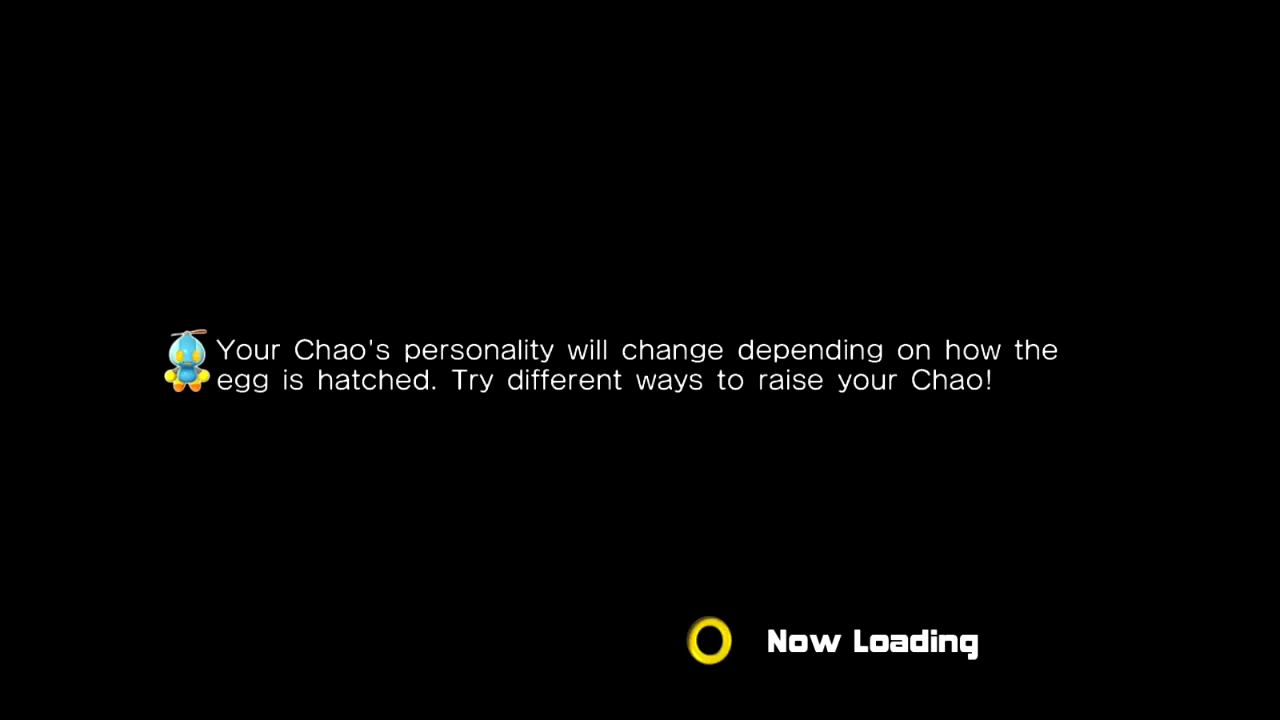 Your Chao's personality will change depending on how the
egg is hatched. Try different ways to raise your Chao!
Now Loading